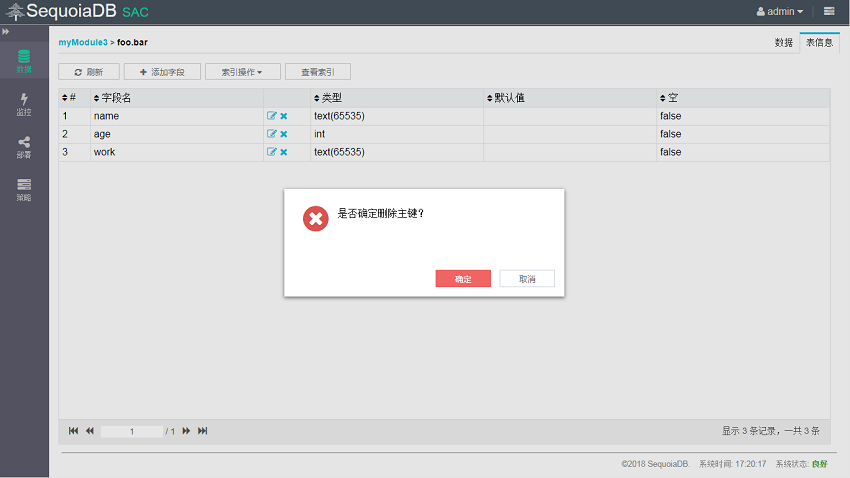 SequoiaDB SAC
admin
myModule3 > foo.bar
数据
表信息
数据
监控
部署
策略
刷新
添加字段
索引操作
查看索引
# 字段名 类型 默认值 空
1 name text(65535) false
2 age int false
3 work text(65535) false
是否确定删除主键？
确定
取消
1 / 1
显示 3 条记录，一共 3 条
©2018 SequoiaDB. 系统时间: 17:20:17 系统状态: 良好